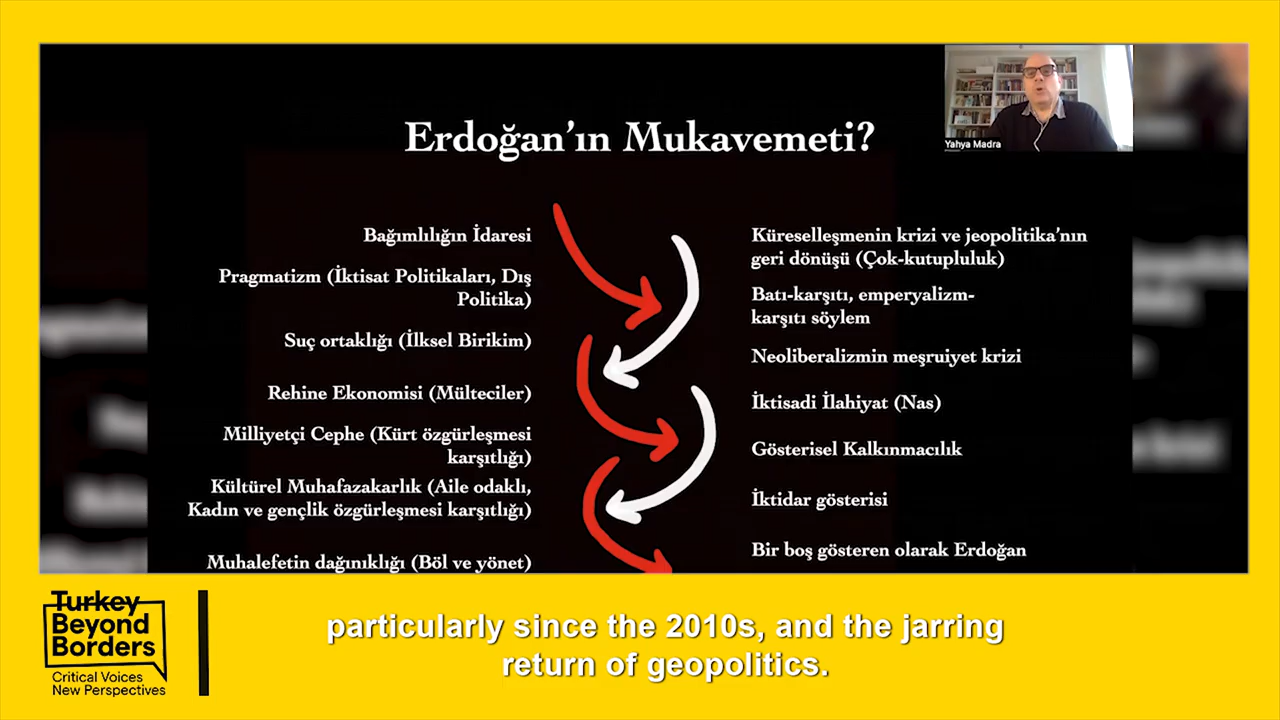 Erdoğan’ın Mukavemeti?
Yahya Madra
Bağımlılığın İdaresi
Pragmatizm (İktisat Politikaları, Dış
Politika)
Suç ortaklığı (İlksel Birikim)
Rehine Ekonomisi (Mülteciler)
Milliyetçi Cephe (Kürt özgürleşmesi
karşıtlığı)
Kültürel Muhafazakarlık (Aile odaklı,
Kadın ve gençlik özgürleşmesi karşıtlığı)
Muhalefetin dağınıklığı (Böl ve yönet)
Küreselleşmenin krizi ve jeopolitika’nın
geri dönüşü (Çok-kutupluluk)
Batı-karşıtı, emperyalizm-
karşıtı söylem
Neoliberalizmin meşruiyet krizi
İktisadi İlahiyat (Nas)
Gösterisel Kalkınmacılık
İktidar gösterisi
Bir boş gösteren olarak Erdoğan
Turkey
Beyond
Borders
Critical Voices
New Perspectives
particularly since the 2010s, and the jarring
return of geopolitics.